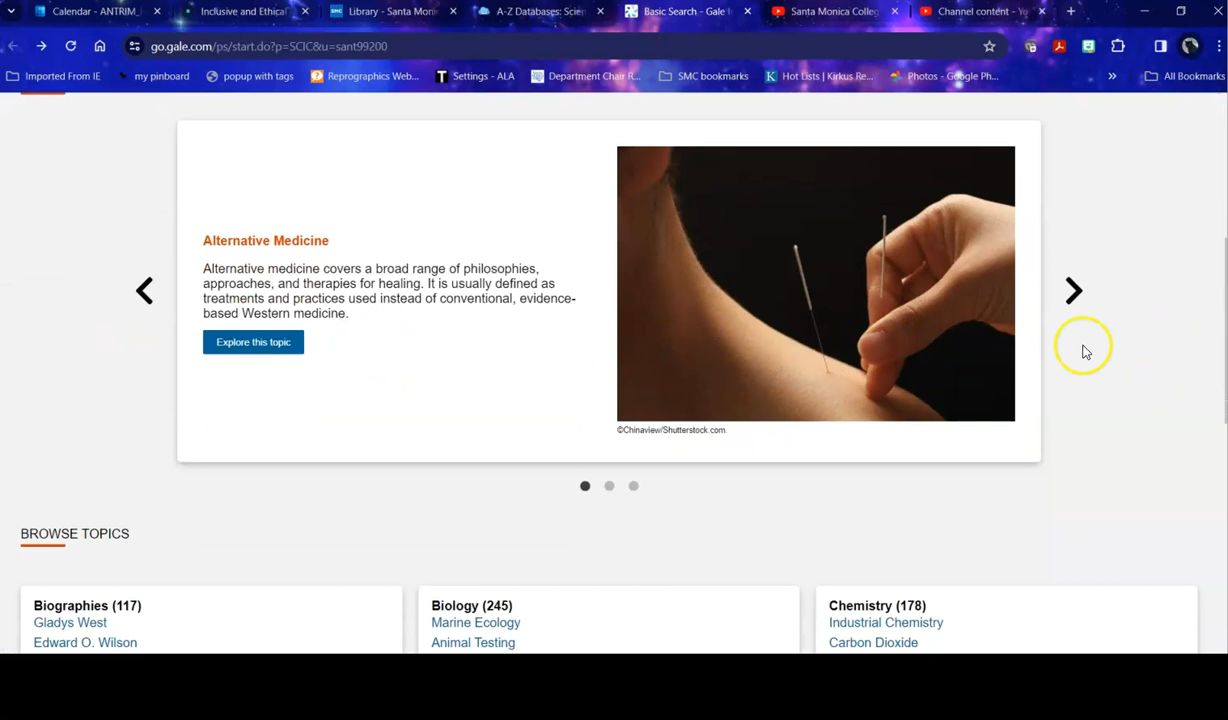 Calendar - ANTRIM_
Inclusive and Ethical
Library - Santa Moni
A-Z Databases: Scien
Basic Search - Gale I
Santa Monica Colleg
Channel content - Yo
go.gale.com/ps/start.do?p=SCIC&u=sant99200
Imported From IE
my pinboard
popup with tags
Reprographics Web...
Settings - ALA
Department Chair R...
SMC bookmarks
Hot Lists | Kirkus Re...
Photos - Google Ph...
All Bookmarks
Alternative Medicine
Alternative medicine covers a broad range of philosophies,
approaches, and therapies for healing. It is usually defined as
treatments and practices used instead of conventional, evidence-
based Western medicine.
Explore this topic
©Chinaview/Shutterstock.com.
BROWSE TOPICS
Biographies (117)
Gladys West
Edward O. Wilson
Biology (245)
Marine Ecology
Animal Testing
Chemistry (178)
Industrial Chemistry
Carbon Dioxide